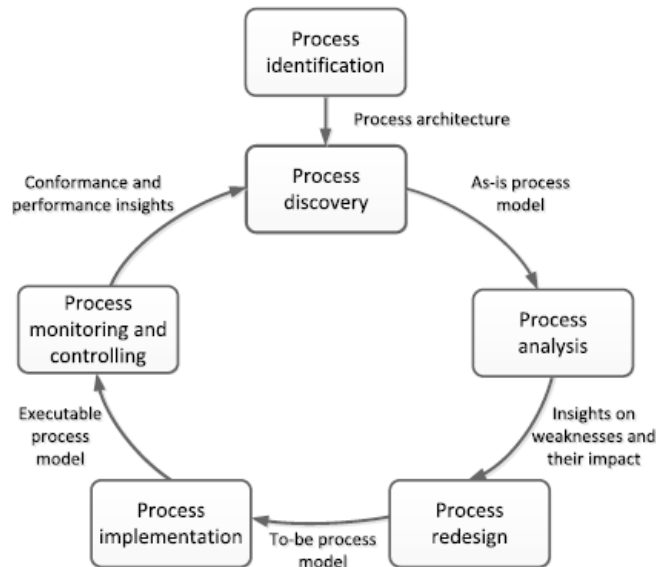 Process
identification
Process architecture
Process
discovery
Conformance and
performance insights
As-is process
model
Process
monitoring and
controlling
Process
analysis
Executable
process
model
Insights on
weaknesses and
their impact
Process
implementation
To-be process
model
Process
redesign